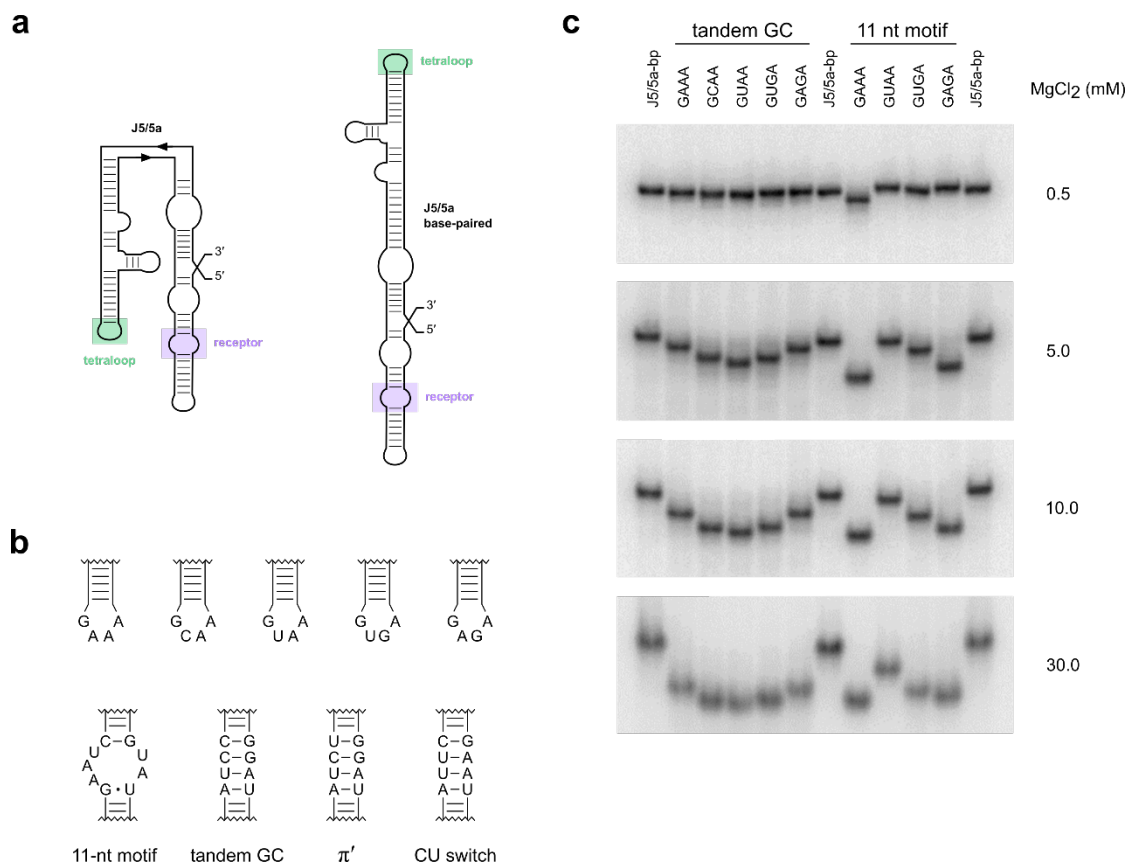 a
J5/5a
3'
5'
tetraloop
receptor
tetraloop
J5/5a
base-paired
3'
5'
receptor
b
G A A A
G C A A
G U A A
G U G A
G A G A
C G
U U
A A
A U
G • U
C – G
C – G
U – A
A – U
U G
C – G
U – A
A – U
C – G
U – A
U – A
A – U
11-nt motif tandem GC π′ CU switch
c
tandem GC 11 nt motif
J5/5a-bp GAAA GCAA GUAA GUGA GAGA J5/5a-bp GAAA GUAA GUGA GAGA J5/5a-bp
MgCl2 (mM)
0.5
5.0
10.0
30.0